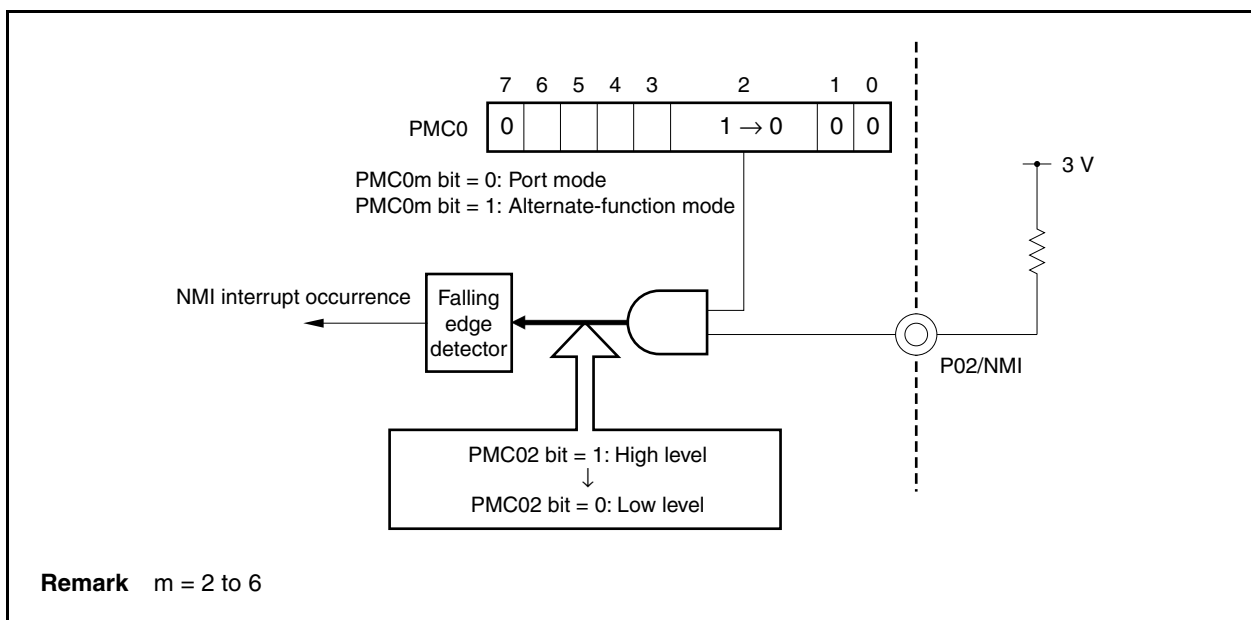 7 6 5 4 3 2 1 0
PMC0 0 1 → 0 0 0
3 V
PMC0m bit = 0: Port mode
PMC0m bit = 1: Alternate-function mode
NMI interrupt occurrence
Falling
edge
detector
P02/NMI
PMC02 bit = 1: High level
↓
PMC02 bit = 0: Low level
Remark m = 2 to 6